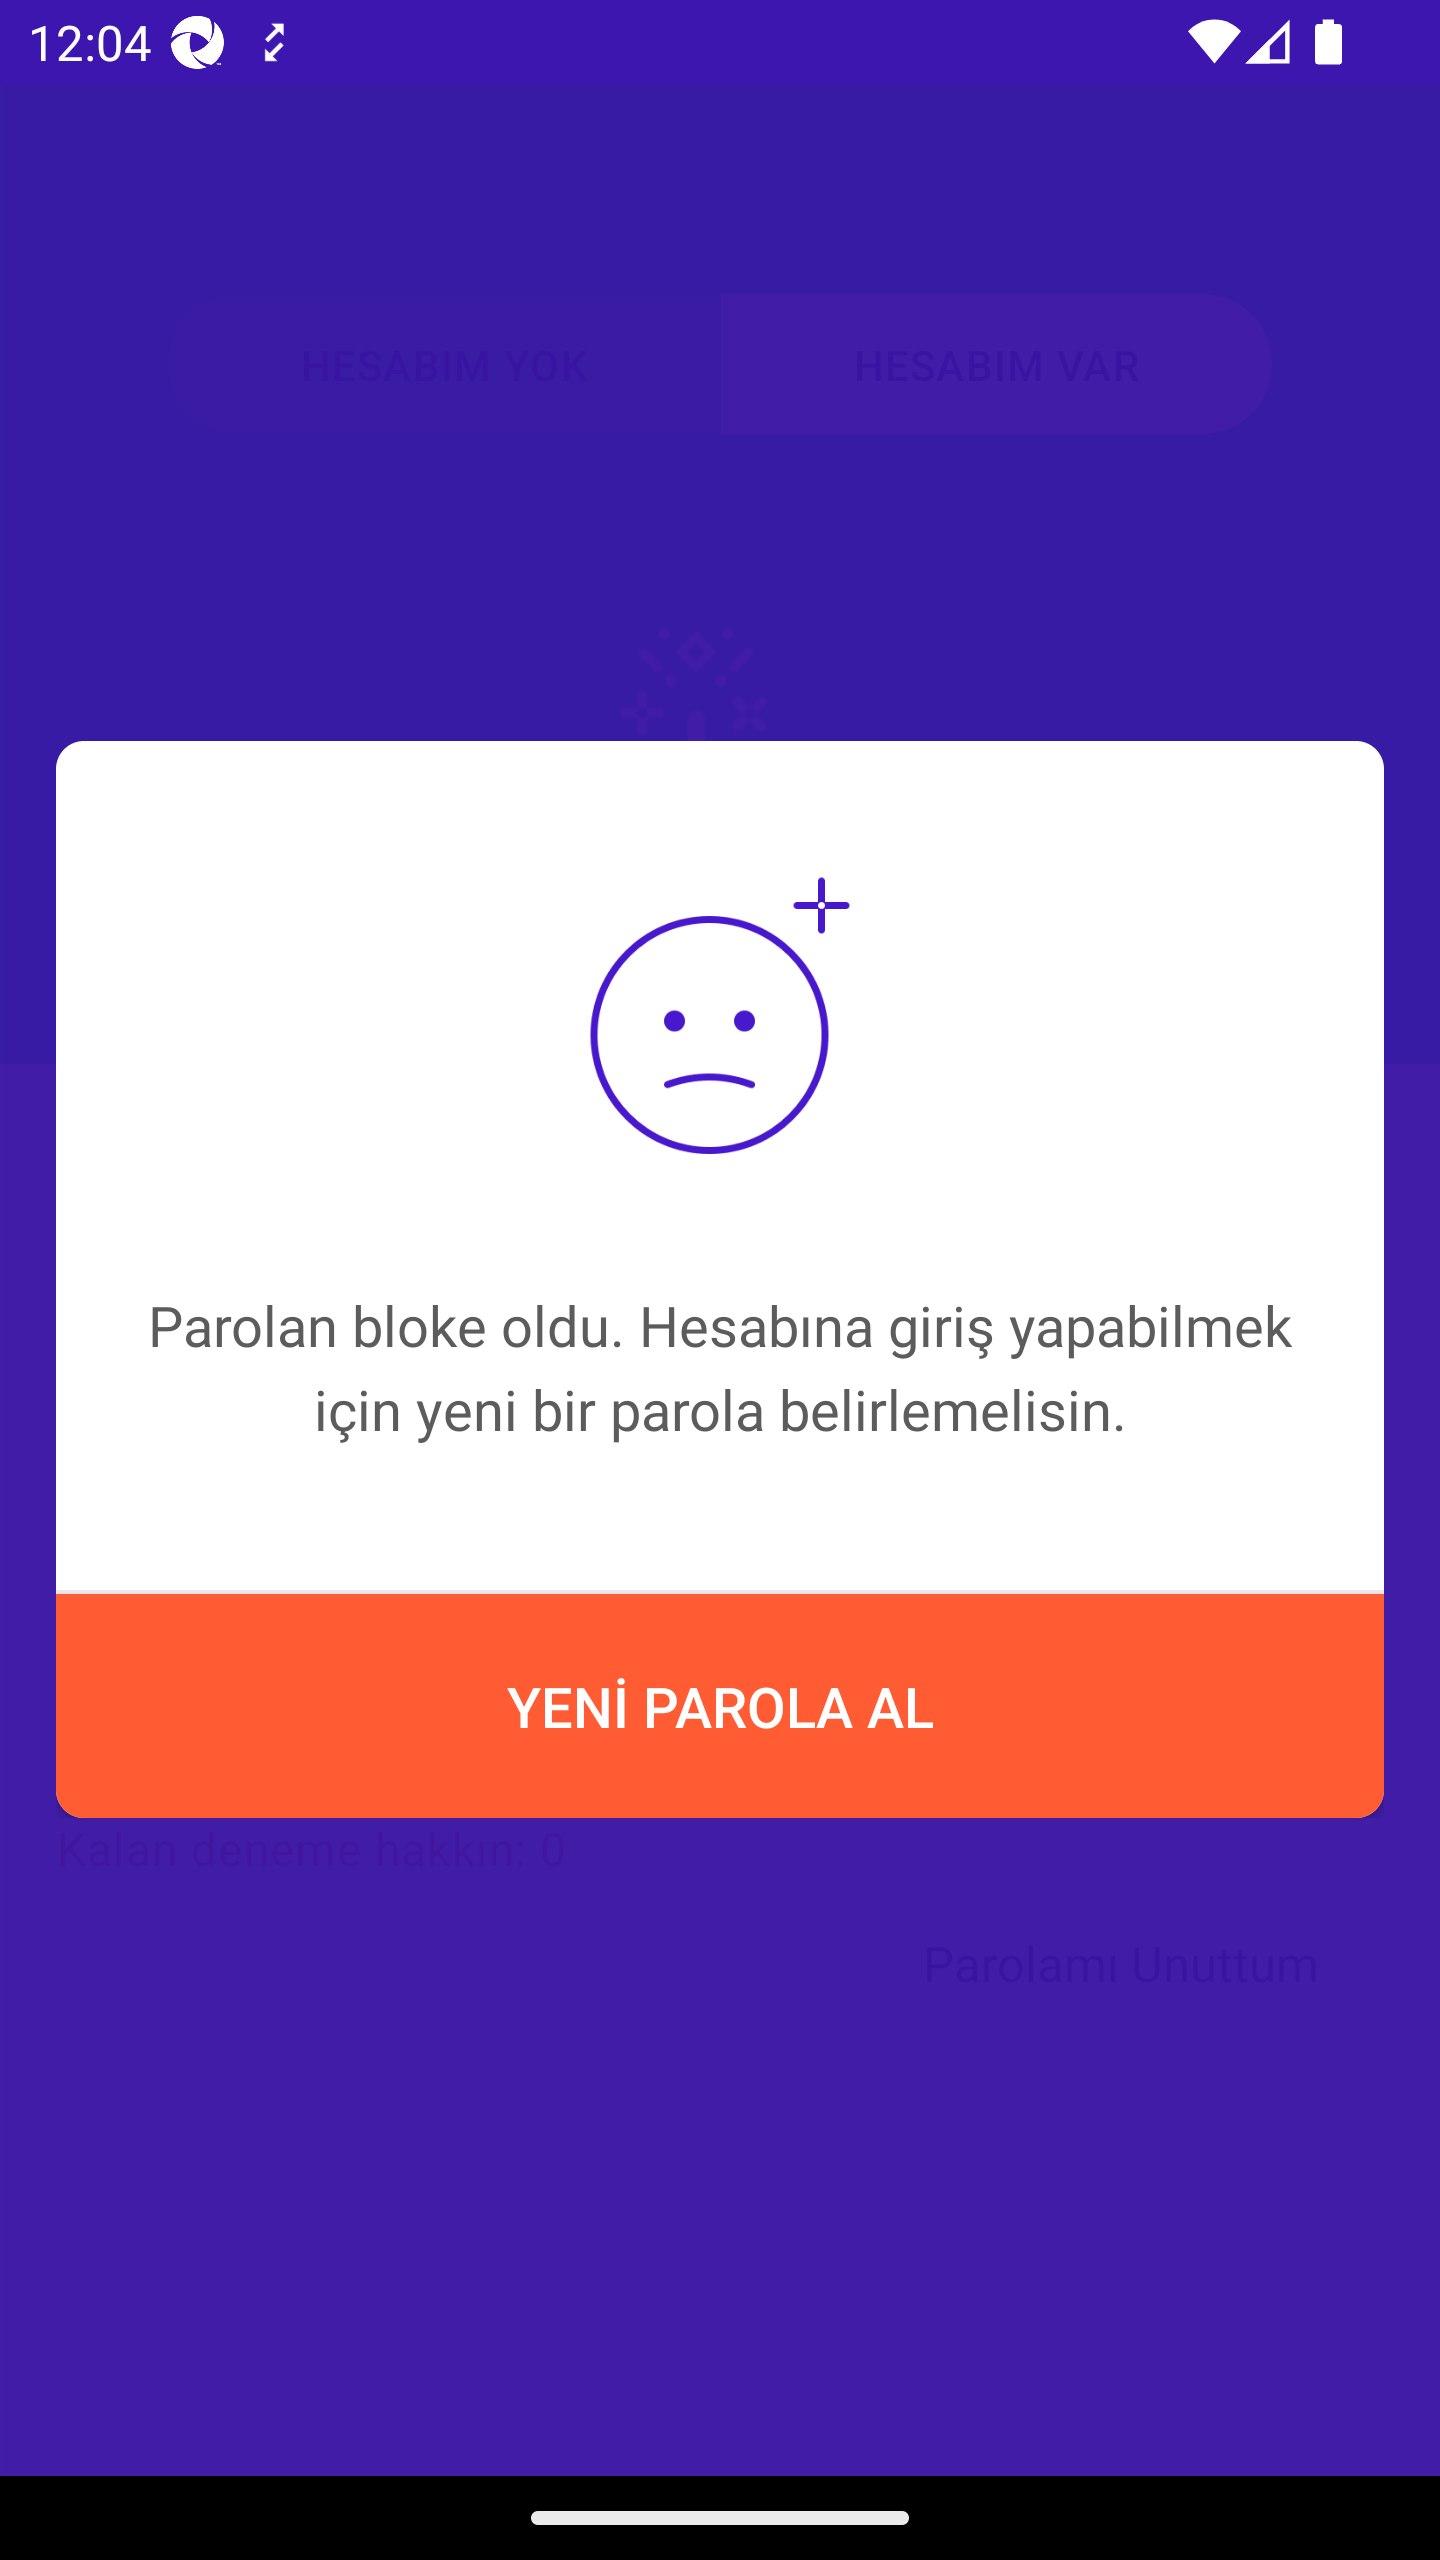 12:04
HESABIM YOK HESABIM VAR
Parolan bloke oldu. Hesabına giriş yapabilmek
için yeni bir parola belirlemelisin.
YENİ PAROLA AL
Kalan deneme hakkın: 0
Parolamı Unuttum